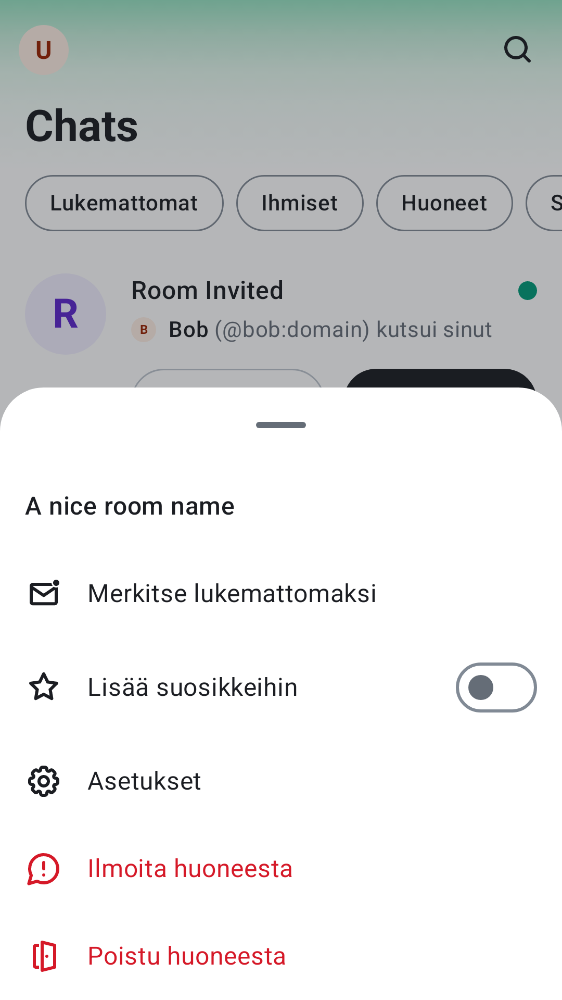 U
Chats
Lukemattomat
Ihmiset
Huoneet
S
R
Room Invited
B
Bob (@bob:domain) kutsui sinut
A nice room name
Merkitse lukemattomaksi
Lisää suosikkeihin
Asetukset
Ilmoita huoneesta
Poistu huoneesta